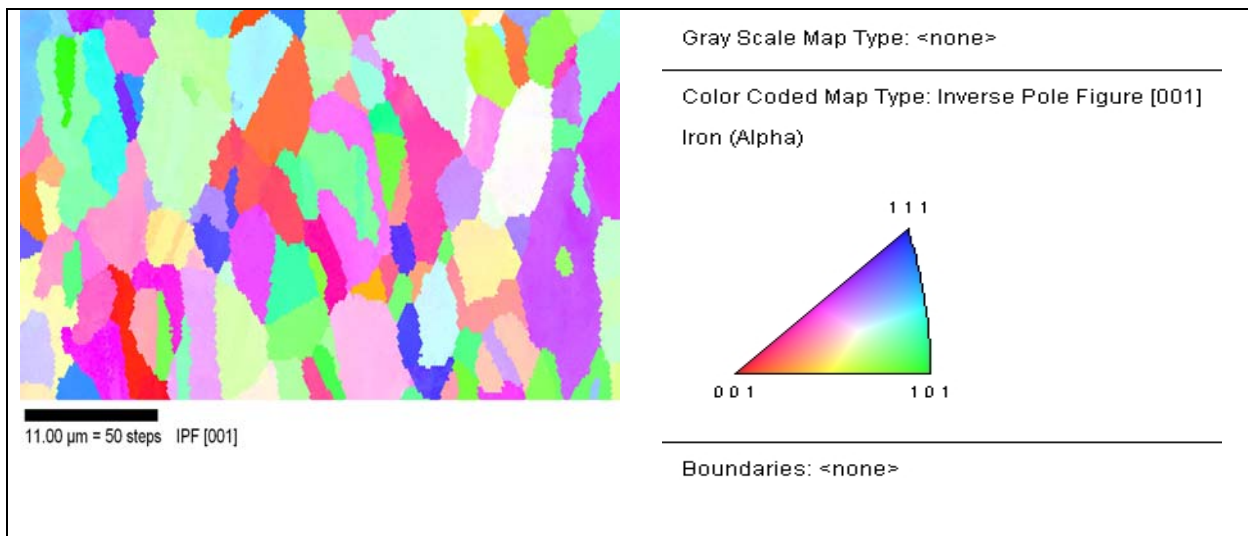 Gray Scale Map Type: <none>
Color Coded Map Type: Inverse Pole Figure [001]
Iron (Alpha)
1 1 1
0 0 1
1 0 1
11.00 µm = 50 steps IPF [001]
Boundaries: <none>